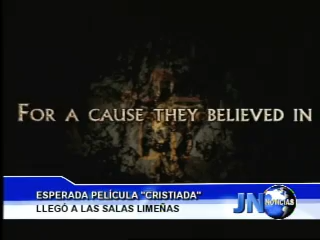 FOR A CAUSE THEY BELIEVED IN
ESPERADA PELÍCULA "CRISTIADA"
LLEGÓ A LAS SALAS LIMEÑAS
JN
NOTICIAS